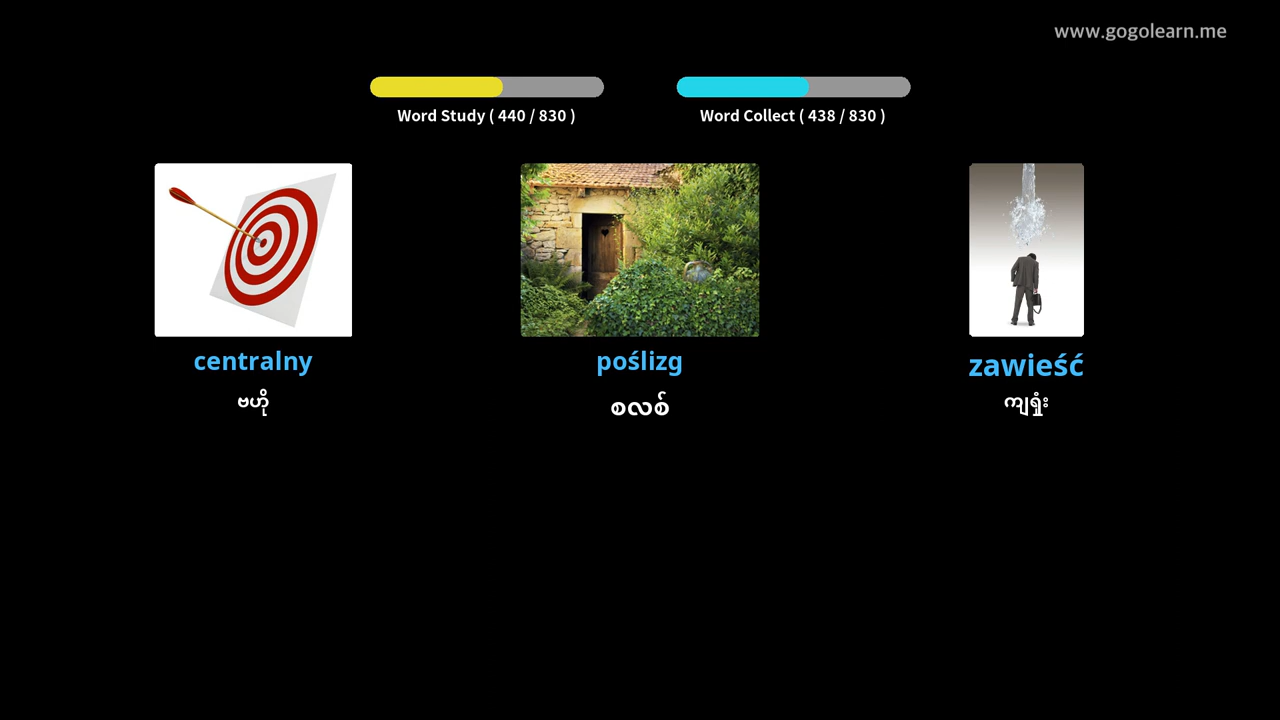 www.gogolearn.me
Word Study ( 440 / 830 )
Word Collect ( 438 / 830 )
centralny
poślizg
zawieść
ဗဟို
စလစ်
ကျရှုံး